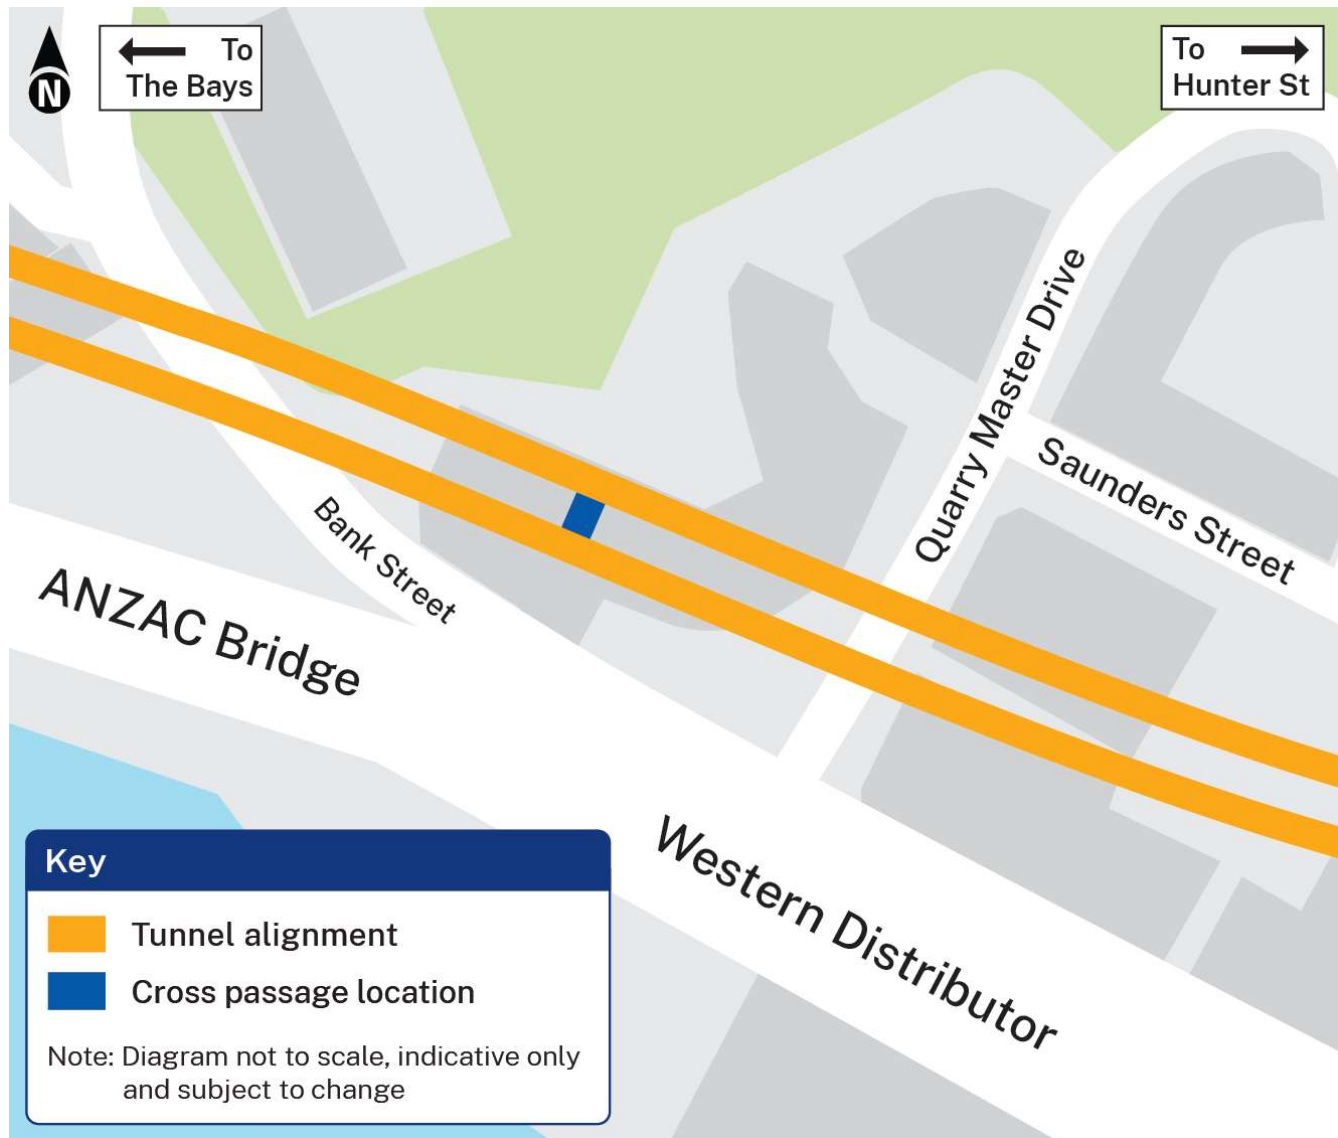 N
To
The Bays
To
Hunter St
Quarry Master Drive
Saunders Street
Bank Street
ANZAC Bridge
Western Distributor
Key
Tunnel alignment
Cross passage location
Note: Diagram not to scale, indicative only
and subject to change